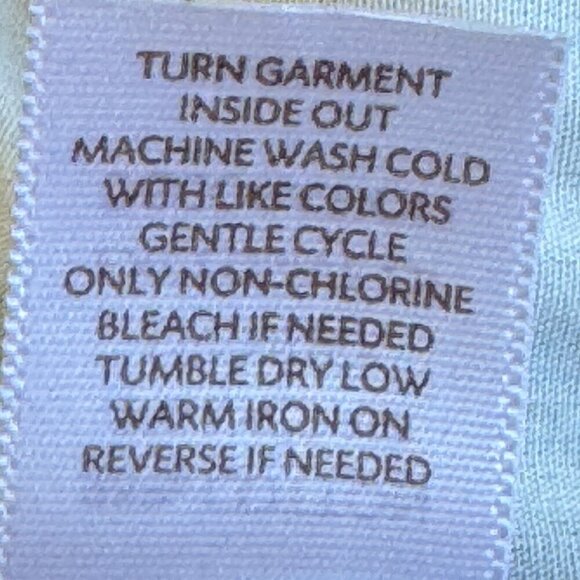 TURN GARMENT
INSIDE OUT
MACHINE WASH COLD
WITH LIKE COLORS
GENTLE CYCLE
ONLY NON-CHLORINE
BLEACH IF NEEDED
TUMBLE DRY LOW
WARM IRON ON
REVERSE IF NEEDED